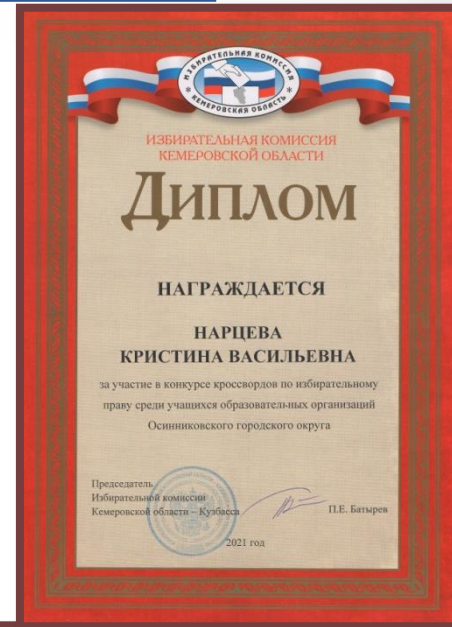 ИЗБИРАТЕЛЬНАЯ КОМИССИЯ
КЕМЕРОВСКАЯ ОБЛАСТЬ
ИЗБИРАТЕЛЬНАЯ КОМИССИЯ
КЕМЕРОВСКОЙ ОБЛАСТИ
ДИПЛОМ
НАГРАЖДАЕТСЯ
НАРЦЕВА
КРИСТИНА ВАСИЛЬЕВНА
за участие в конкурсе кроссвордов по избирательному
праву среди учащихся образовательных организаций
Осинниковского городского округа
Председатель
Избирательной комиссии
Кемеровской области – Кузбасса
П.Е. Батырев
2021 год